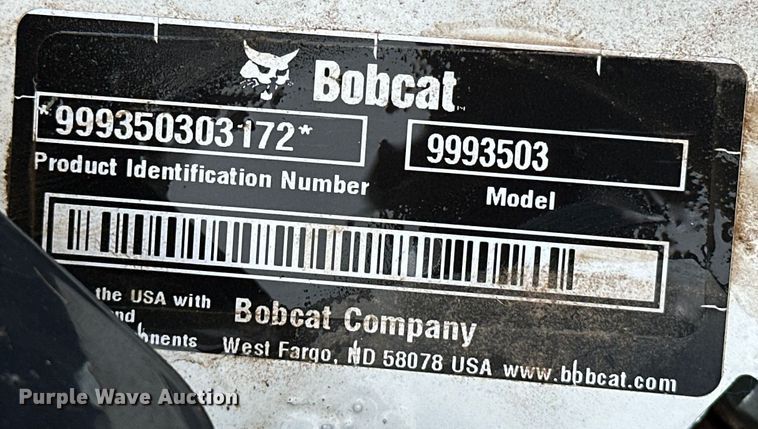 Bobcat
*999350303172* 9993503
Product Identification Number Model
the USA with
nd
Bobcat Company
nents West Fargo, ND 58078 USA www.bobcat.com
Purple Wave Auction